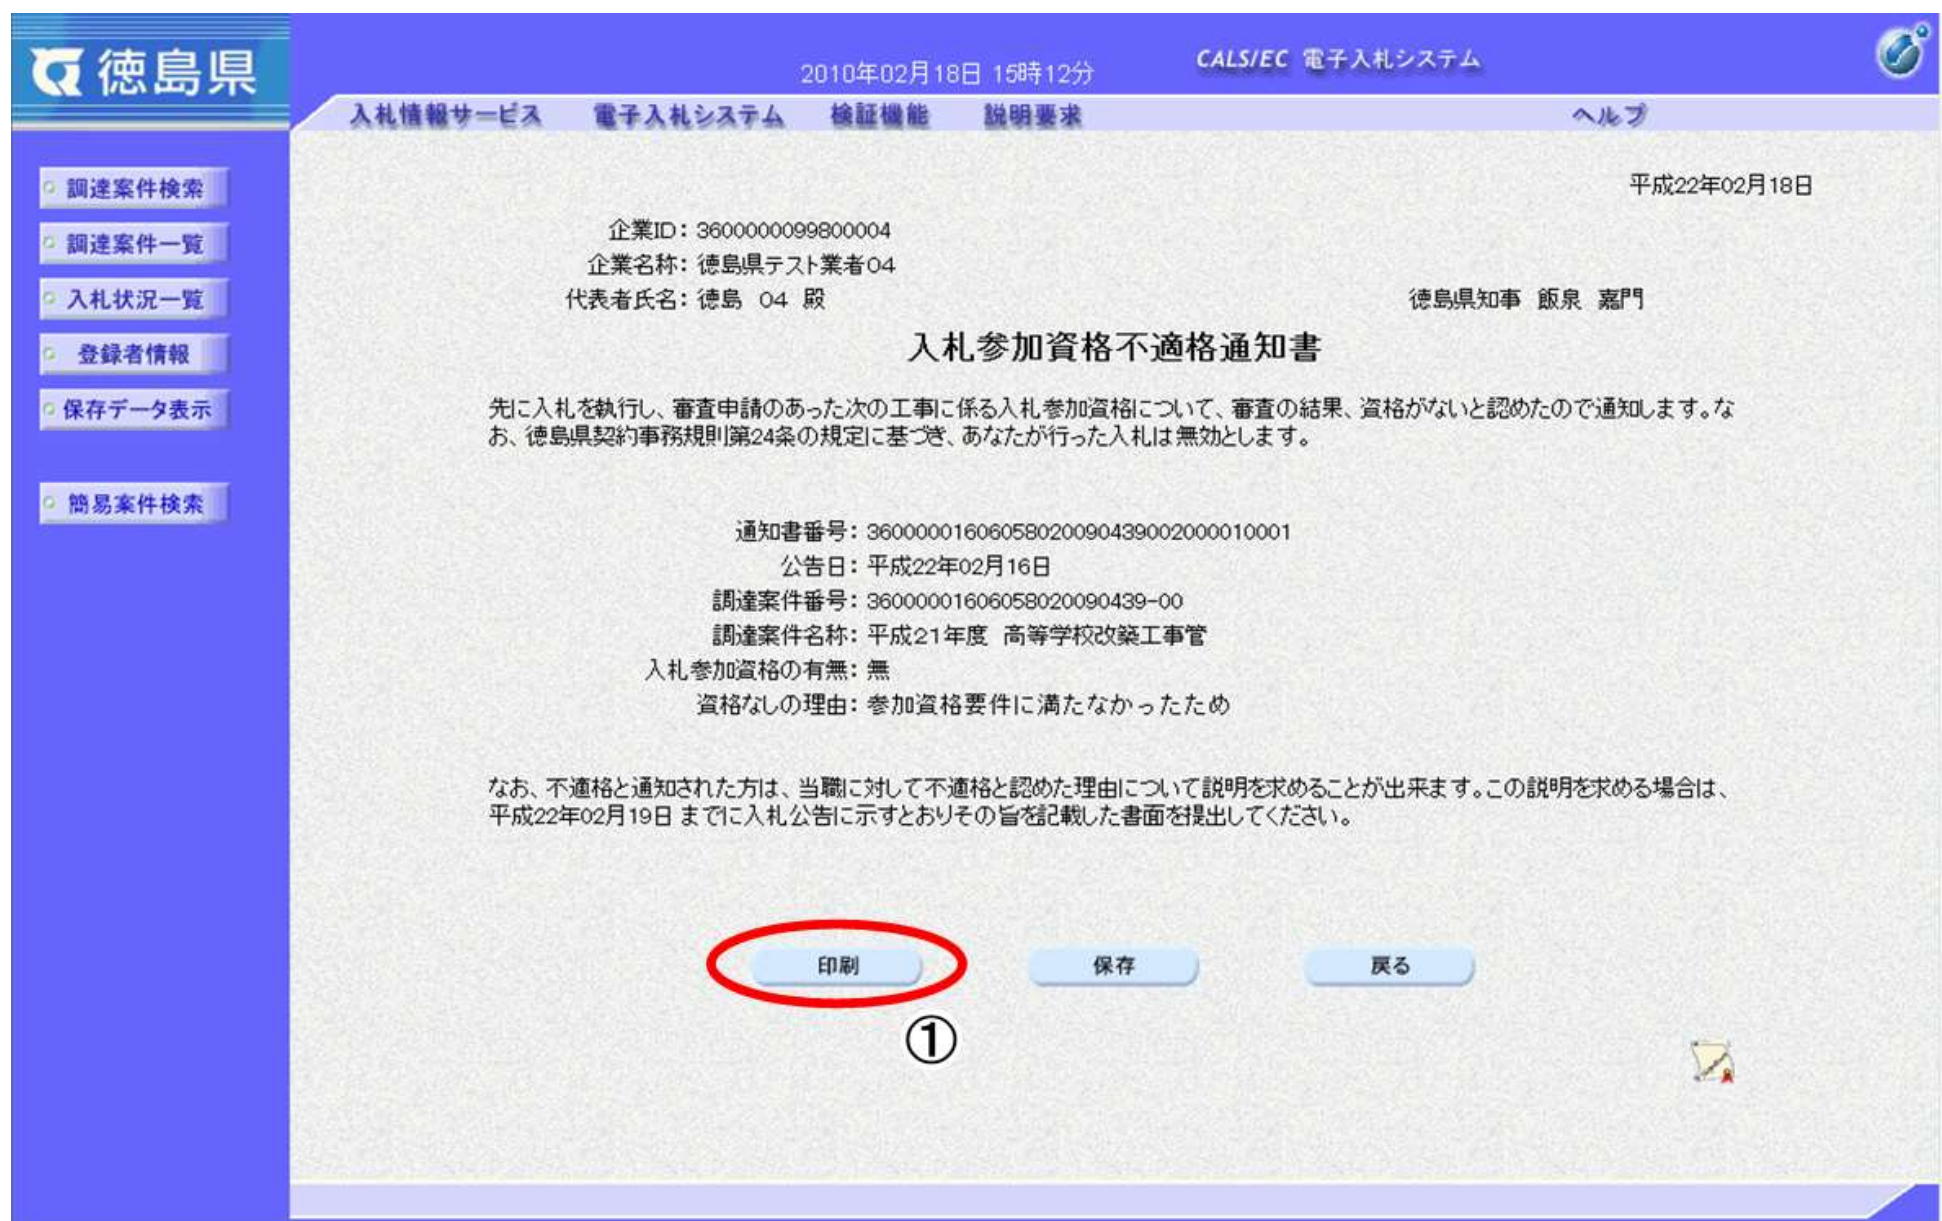 徳島県
2010年02月18日 15時12分
CALS/EC 電子入札システム
入札情報サービス 電子入札システム 検証機能 説明要求 ヘルプ
調達案件検索
調達案件一覧
入札状況一覧
登録者情報
保存データ表示
簡易案件検索
平成22年02月18日
企業ID：3600000099800004
企業名称：徳島県テスト業者04
代表者氏名：徳島 04 殿
徳島県知事 飯泉 嘉門
入札参加資格不適格通知書
先に入札を執行し、審査申請のあった次の工事に係る入札参加資格について、審査の結果、資格がないと認めたので通知します。な
お、徳島県契約事務規則第24条の規定に基づき、あなたが行った入札は無効とします。
通知書番号：360000016060580200904390020000​10001
公告日：平成22年02月16日
調達案件番号：36000001606058020090439-00
調達案件名称：平成21年度 高等学校改築工事管
入札参加資格の有無：無
資格なしの理由：参加資格要件に満たなかったため
なお、不適格と通知された方は、当職に対して不適格と認めた理由について説明を求めることが出来ます。この説明を求める場合は、
平成22年02月19日 までに入札公告に示すとおりその旨を記載した書面を提出してください。
印刷 保存 戻る
①